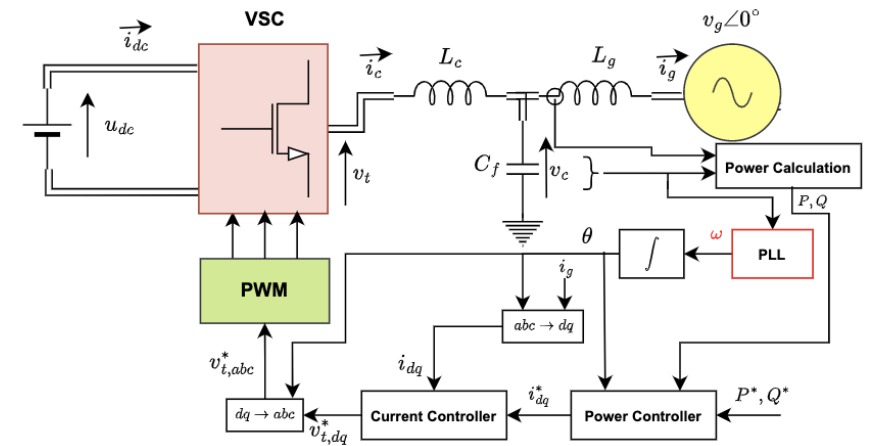 VSC
v_g∠0°
i_dc
i_c
L_c
L_g
i_g
u_dc
v_t
C_f
v_c
Power Calculation
P, Q
θ
∫
ω
PLL
i_g
PWM
abc → dq
v*_t,abc
i_dq
dq → abc
v*_t,dq
Current Controller
i*_dq
Power Controller
P*, Q*